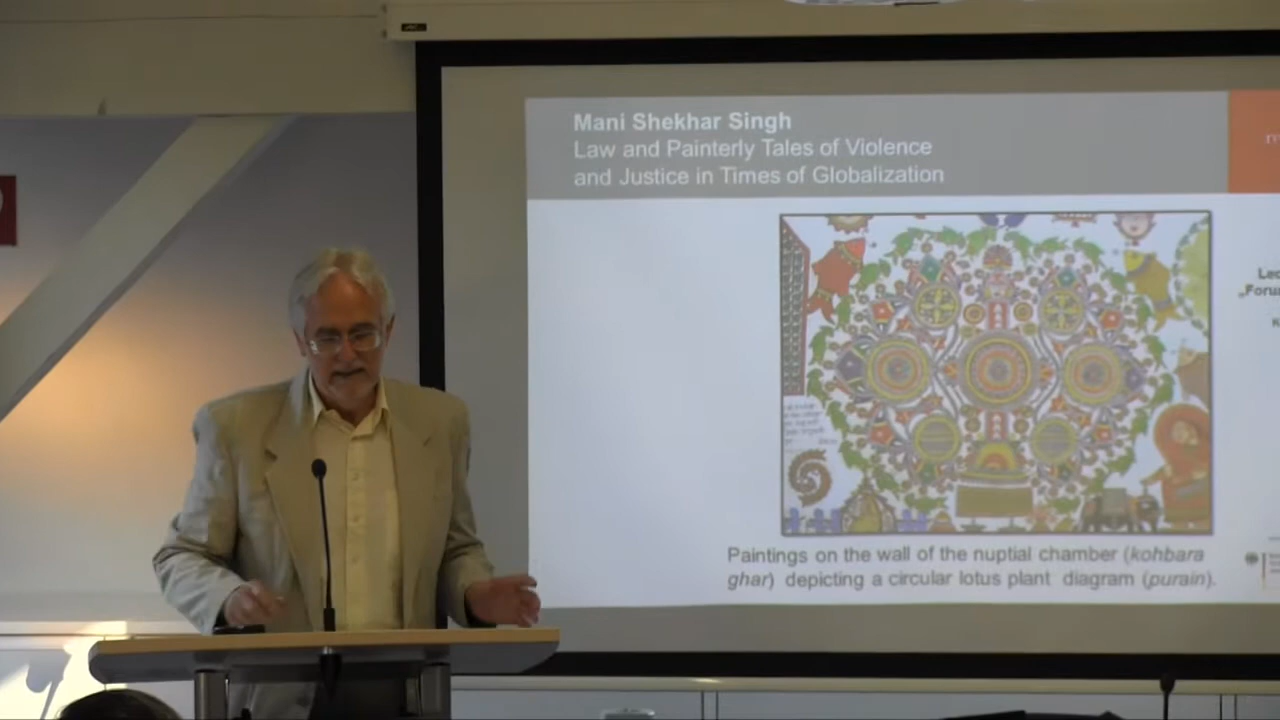 Mani Shekhar Singh
Law and Painterly Tales of Violence
and Justice in Times of Globalization
Paintings on the wall of the nuptial chamber (kohbara
ghar) depicting a circular lotus plant diagram (purain).